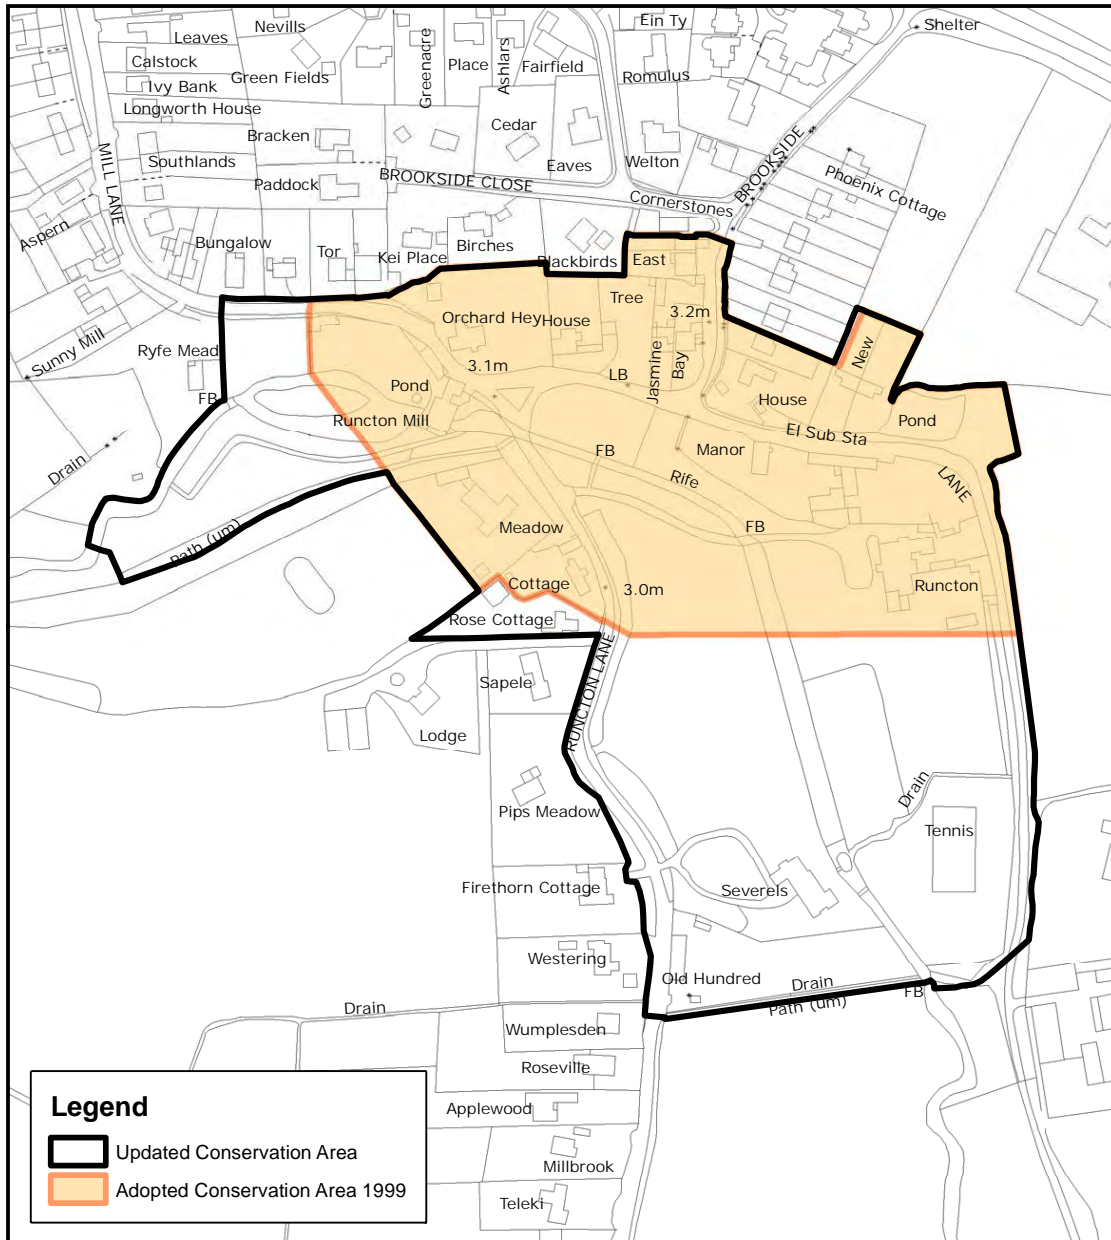 Nevills
Ein Ty
Shelter
Leaves
Greenacre
Place
Ashlars
Calstock
Green Fields
Fairfield
Romulus
Ivy Bank
Longworth House
Bracken
Cedar
BROOKSIDE
MILL LANE
Southlands
Eaves
Welton
Paddock
BROOKSIDE CLOSE
Phoenix Cottage
Cornerstones
Aspern
Bungalow
Tor
Kei Place
Birches
Blackbirds
East
Tree
Orchard Hey
House
3.2m
Sunny Mill
Ryfe Mead
Jasmine
Bay
New
3.1m
LB
Pond
FB
House
Runcton Mill
Pond
El Sub Sta
Manor
FB
Rife
LANE
Drain
Meadow
FB
Path (um)
Cottage
3.0m
Runcton
Rose Cottage
RUNCTON LANE
Sapele
Lodge
Drain
Pips Meadow
Tennis
Firethorn Cottage
Severels
Westering
Old Hundred
Drain
FB
Path (um)
Drain
Wumplesden
Roseville
Legend
Applewood
Updated Conservation Area
Millbrook
Adopted Conservation Area 1999
Teleki